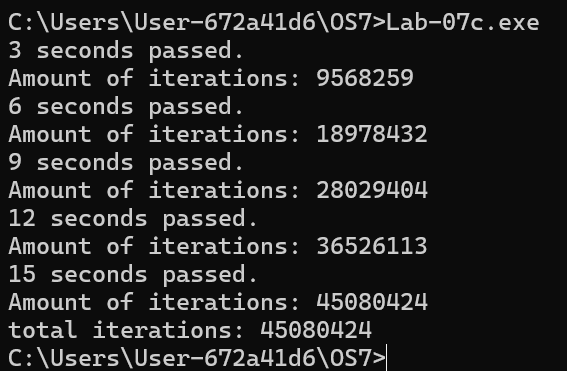 C:\Users\User-672a41d6\OS7>Lab-07c.exe
3 seconds passed.
Amount of iterations: 9568259
6 seconds passed.
Amount of iterations: 18978432
9 seconds passed.
Amount of iterations: 28029404
12 seconds passed.
Amount of iterations: 36526113
15 seconds passed.
Amount of iterations: 45080424
total iterations: 45080424
C:\Users\User-672a41d6\OS7>